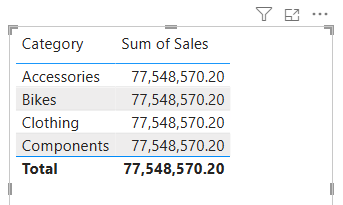 Category Sum of Sales
Accessories 77,548,570.20
Bikes 77,548,570.20
Clothing 77,548,570.20
Components 77,548,570.20
Total 77,548,570.20